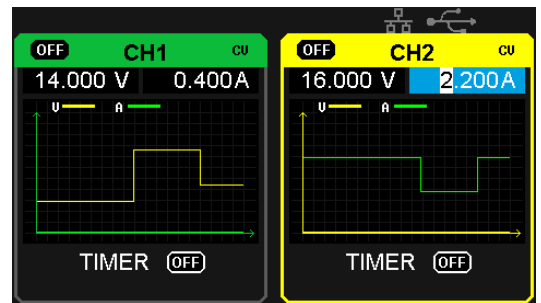 OFF CH1 CV
14.000 V 0.400A
V A
TIMER OFF
OFF CH2 CV
16.000 V 2.200A
V A
TIMER OFF